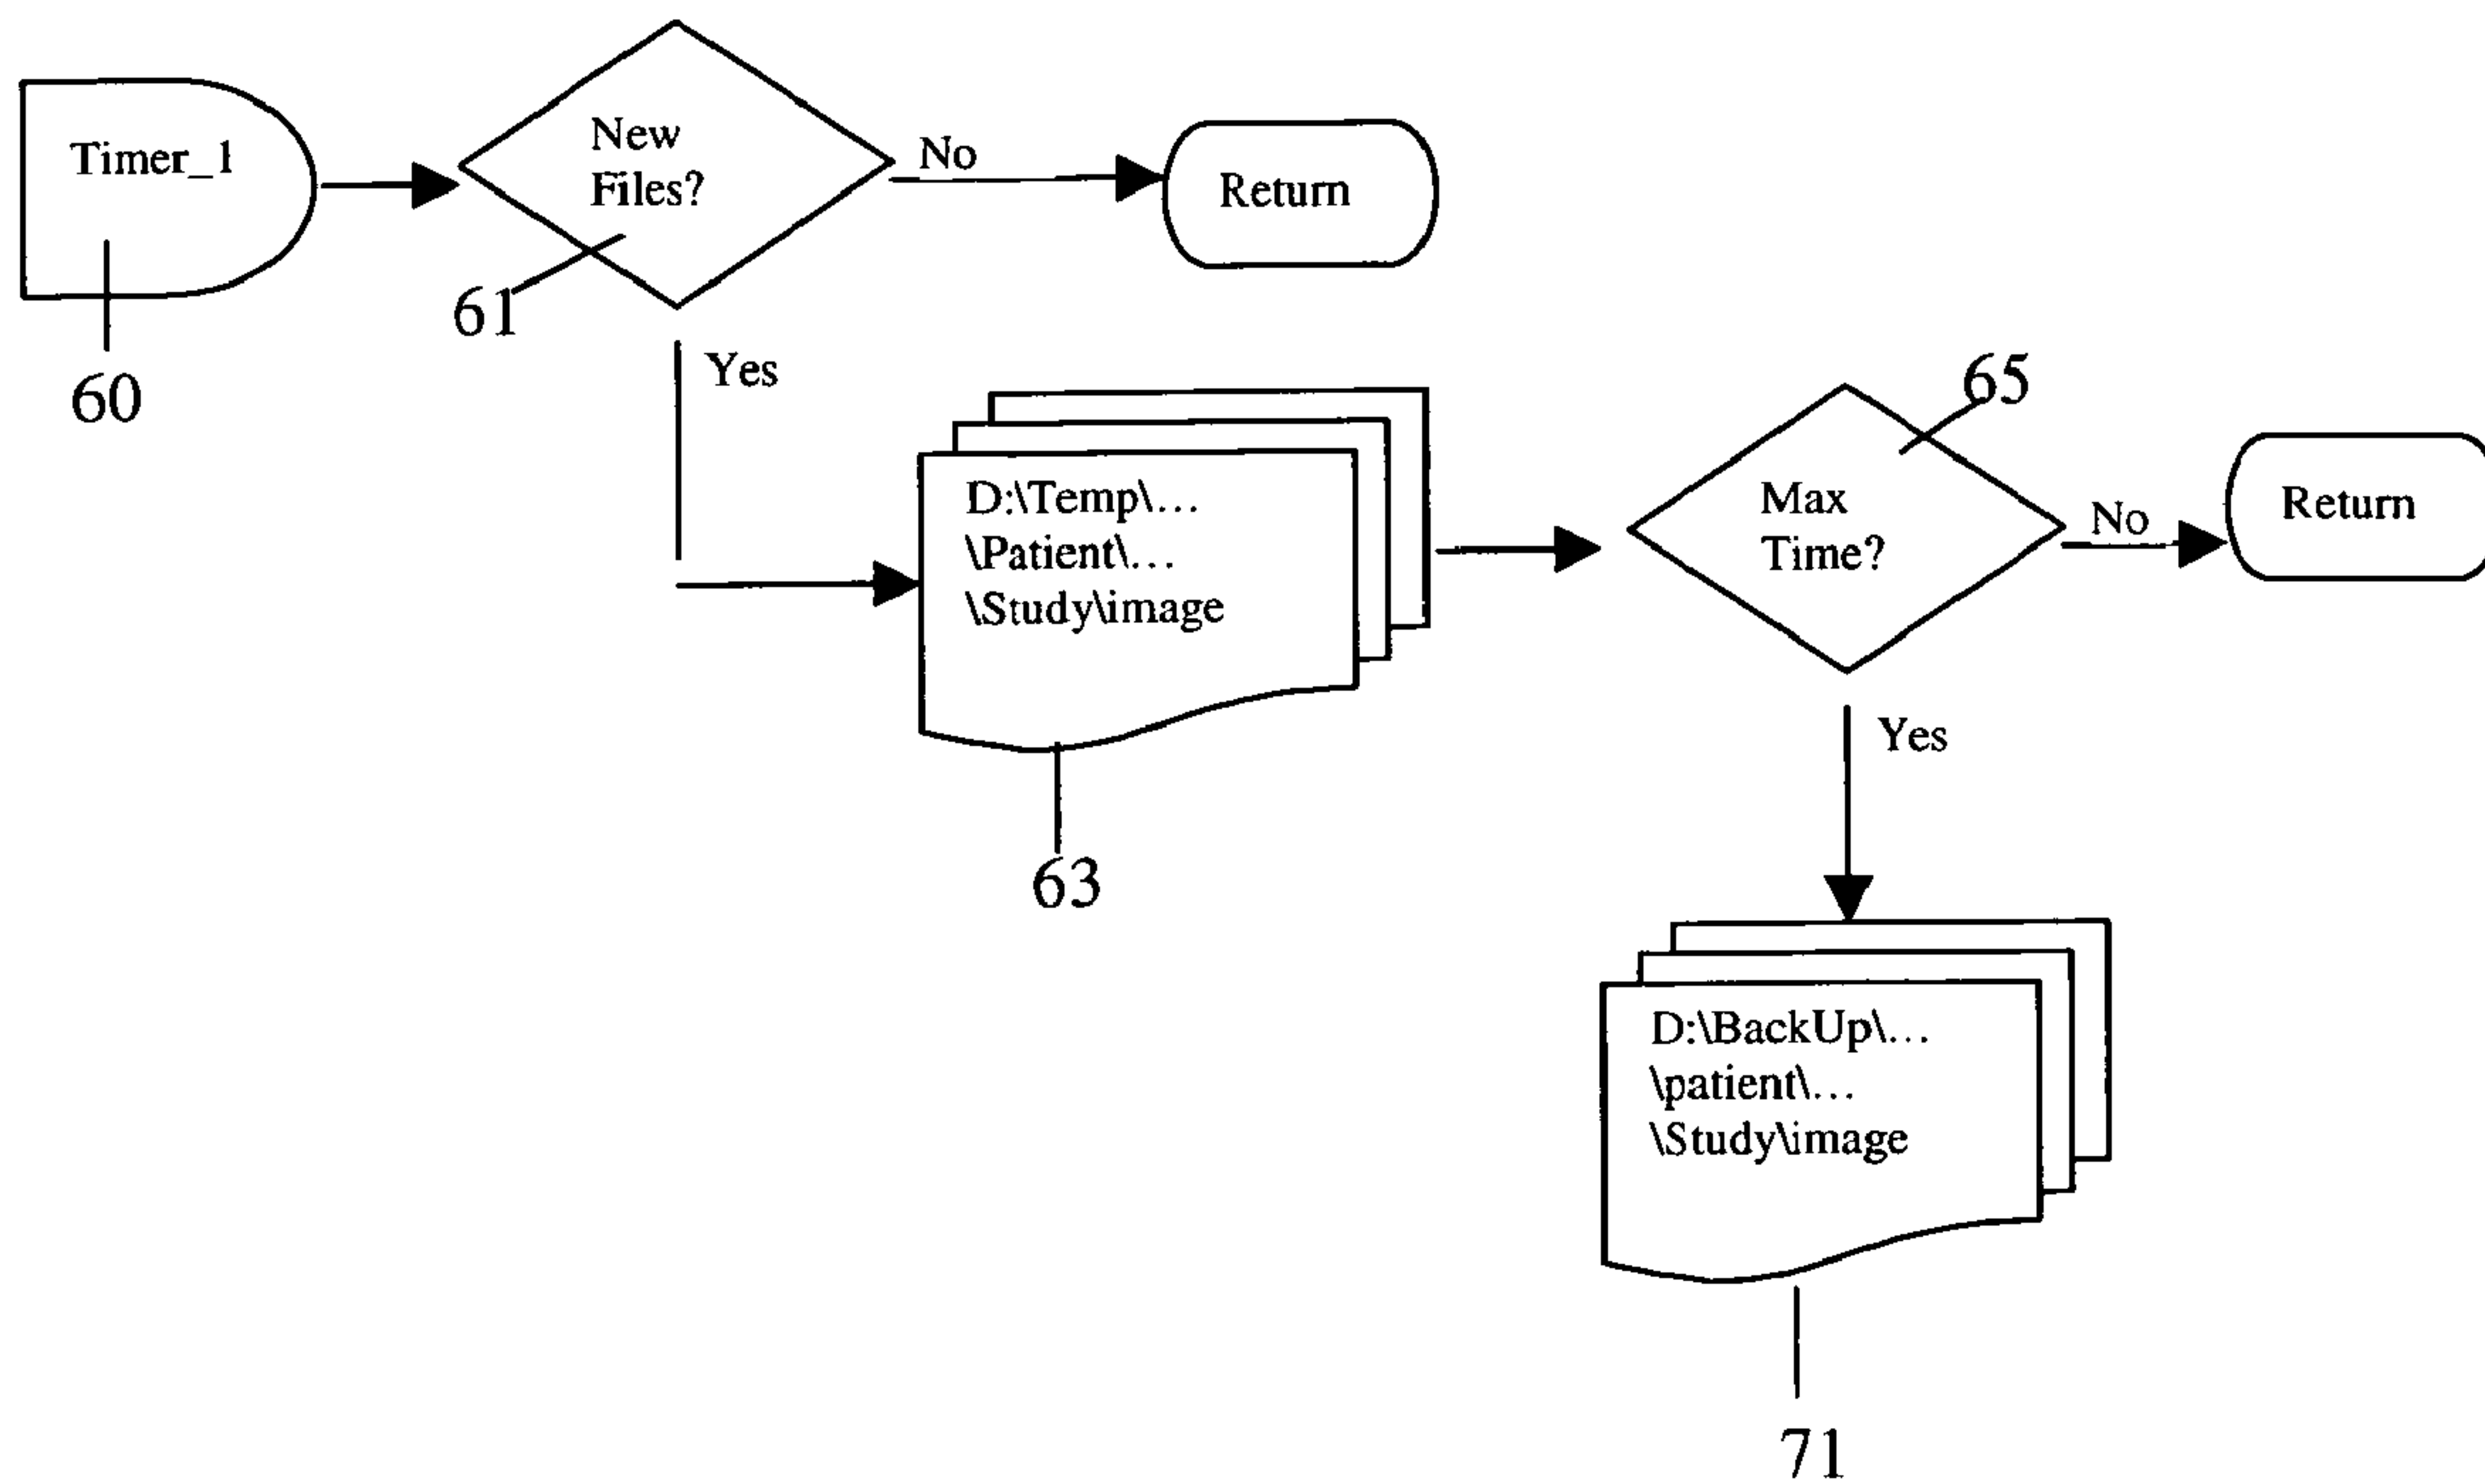 Timer_1
60
New
Files?
61
No
Return
Yes
D:\Temp\...
\Patient\...
\Study\image
63
65
Max
Time?
No
Return
Yes
D:\BackUp\...
\patient\...
\Study\image
71